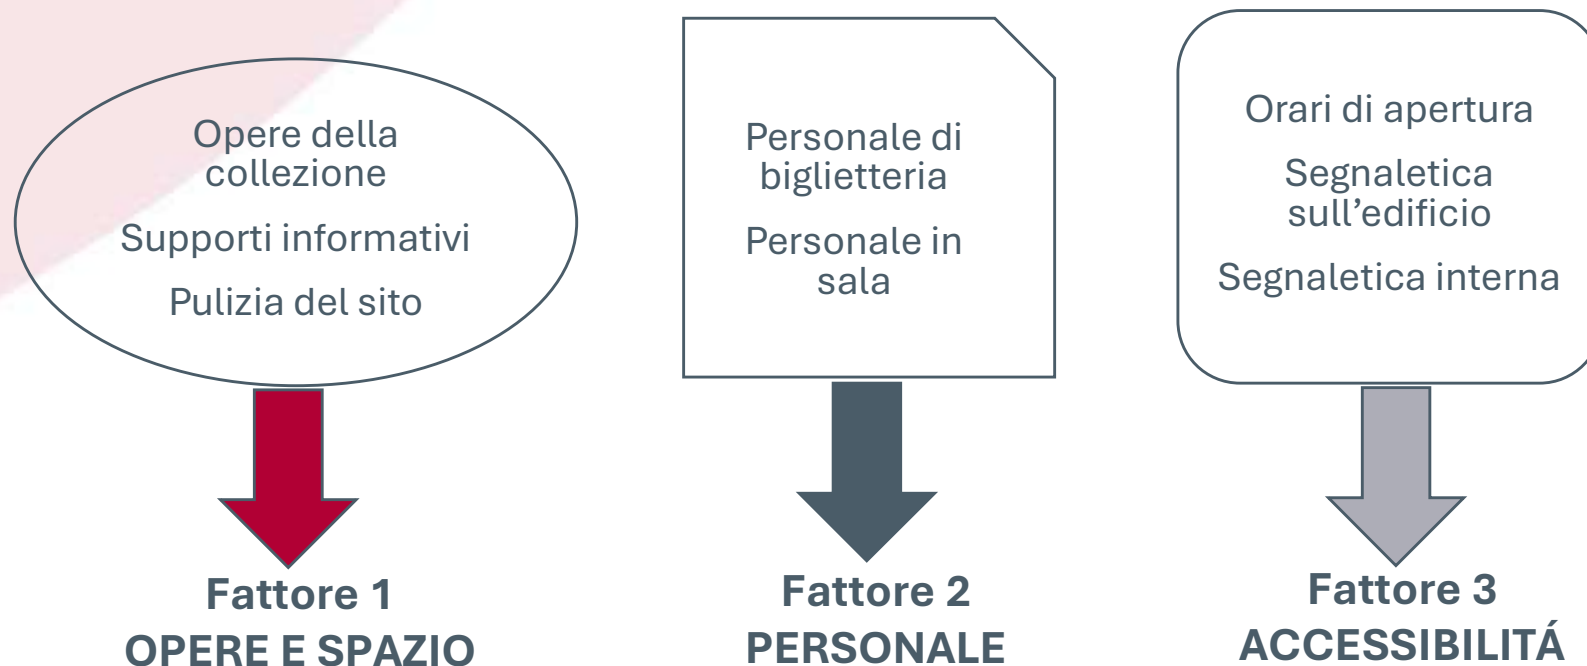 Opere della
collezione
Supporti informativi
Pulizia del sito
Fattore 1
OPERE E SPAZIO
Personale di
biglietteria
Personale in
sala
Fattore 2
PERSONALE
Orari di apertura
Segnaletica
sull’edificio
Segnaletica interna
Fattore 3
ACCESSIBILITÁ